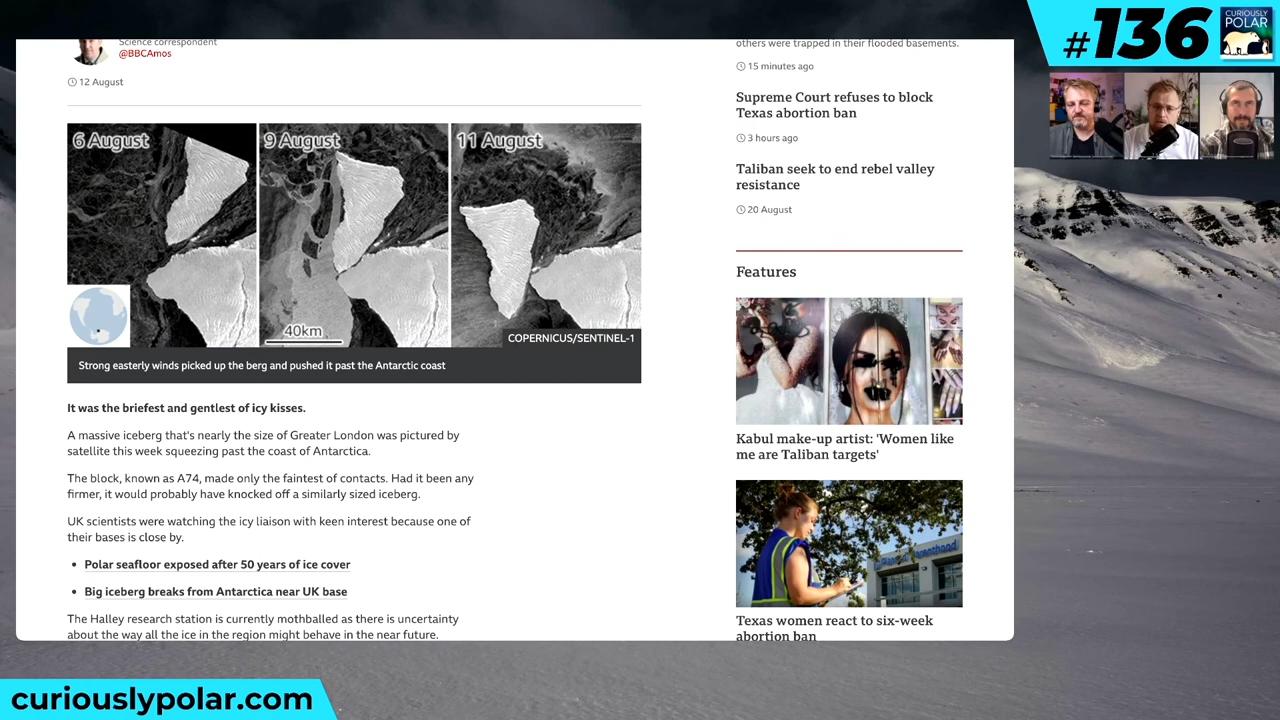 #136
CURIOUSLY
POLAR
Science correspondent
@BBCAmos
12 August
6 August
9 August
11 August
40km
COPERNICUS/SENTINEL-1
Strong easterly winds picked up the berg and pushed it past the Antarctic coast
It was the briefest and gentlest of icy kisses.
A massive iceberg that's nearly the size of Greater London was pictured by
satellite this week squeezing past the coast of Antarctica.
The block, known as A74, made only the faintest of contacts. Had it been any
firmer, it would probably have knocked off a similarly sized iceberg.
UK scientists were watching the icy liaison with keen interest because one of
their bases is close by.
Polar seafloor exposed after 50 years of ice cover
Big iceberg breaks from Antarctica near UK base
The Halley research station is currently mothballed as there is uncertainty
about the way all the ice in the region might behave in the near future.
others were trapped in their flooded basements.
15 minutes ago
Supreme Court refuses to block
Texas abortion ban
3 hours ago
Taliban seek to end rebel valley
resistance
20 August
Features
Kabul make-up artist: 'Women like
me are Taliban targets'
Texas women react to six-week
abortion ban
curiouslypolar.com